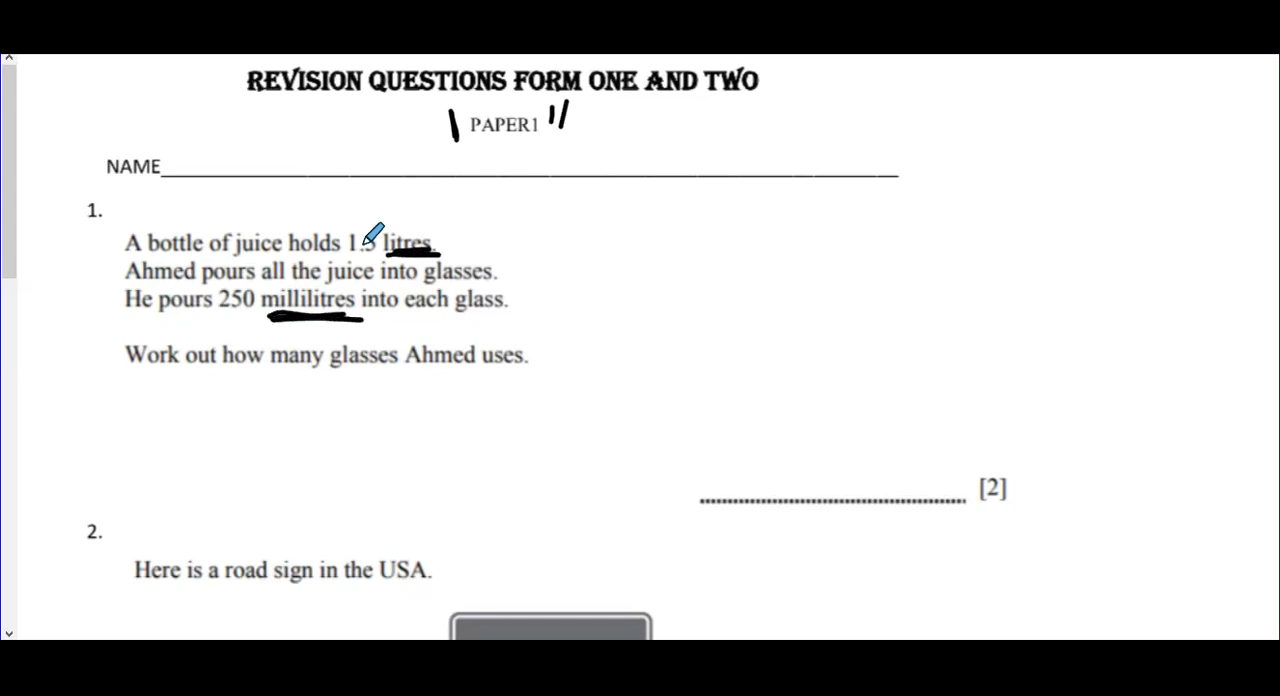 REVISION QUESTIONS FORM ONE AND TWO
PAPER1
NAME
1.
A bottle of juice holds 1.5 litres.
Ahmed pours all the juice into glasses.
He pours 250 millilitres into each glass.
Work out how many glasses Ahmed uses.
[2]
2.
Here is a road sign in the USA.